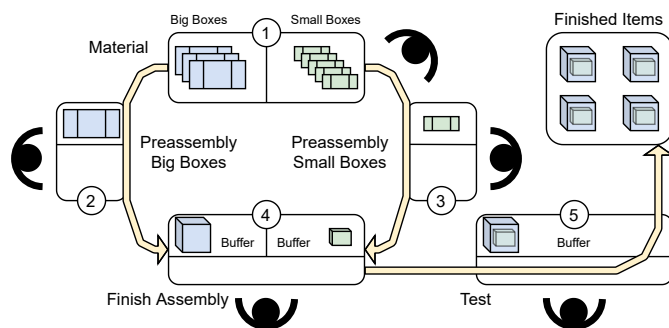 Big Boxes
Small Boxes
Finished Items
Material
1
Preassembly
Big Boxes
Preassembly
Small Boxes
2
3
4
5
Buffer
Buffer
Buffer
Finish Assembly
Test